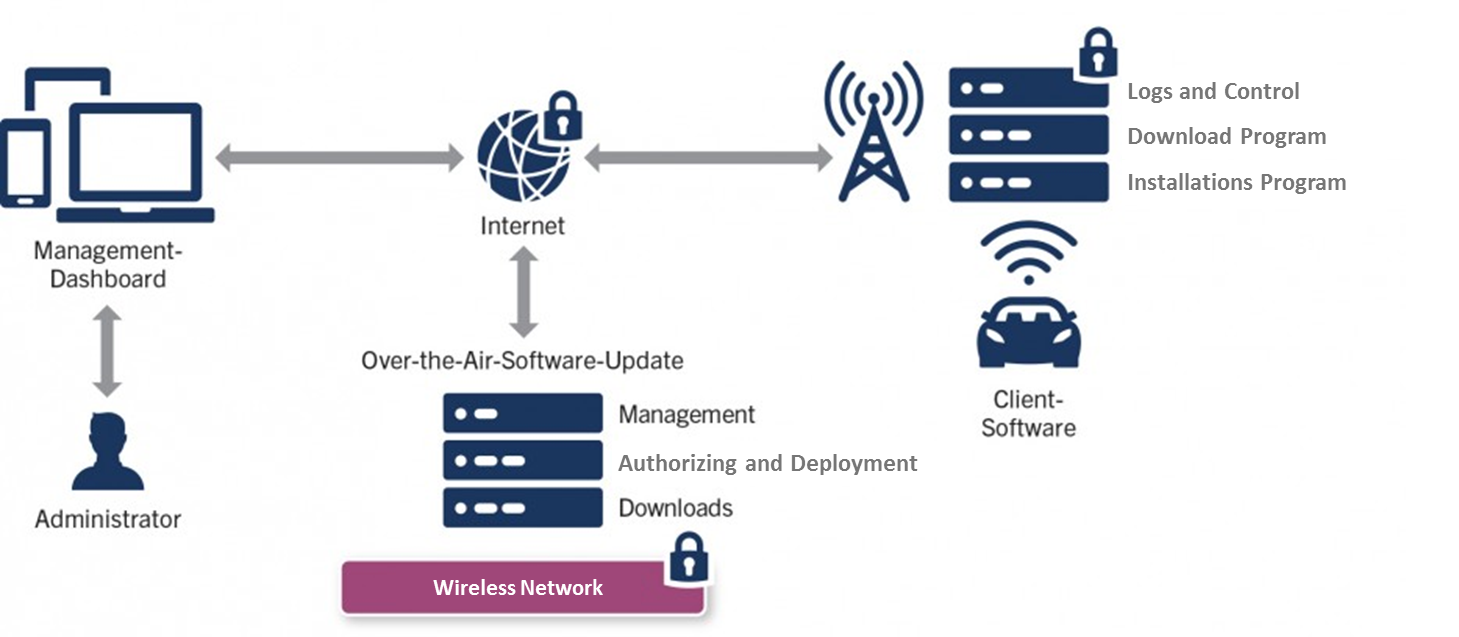 Logs and Control
Download Program
Installations Program
Internet
Management-
Dashboard
Over-the-Air-Software-Update
Client-
Software
Management
Authorizing and Deployment
Downloads
Administrator
Wireless Network